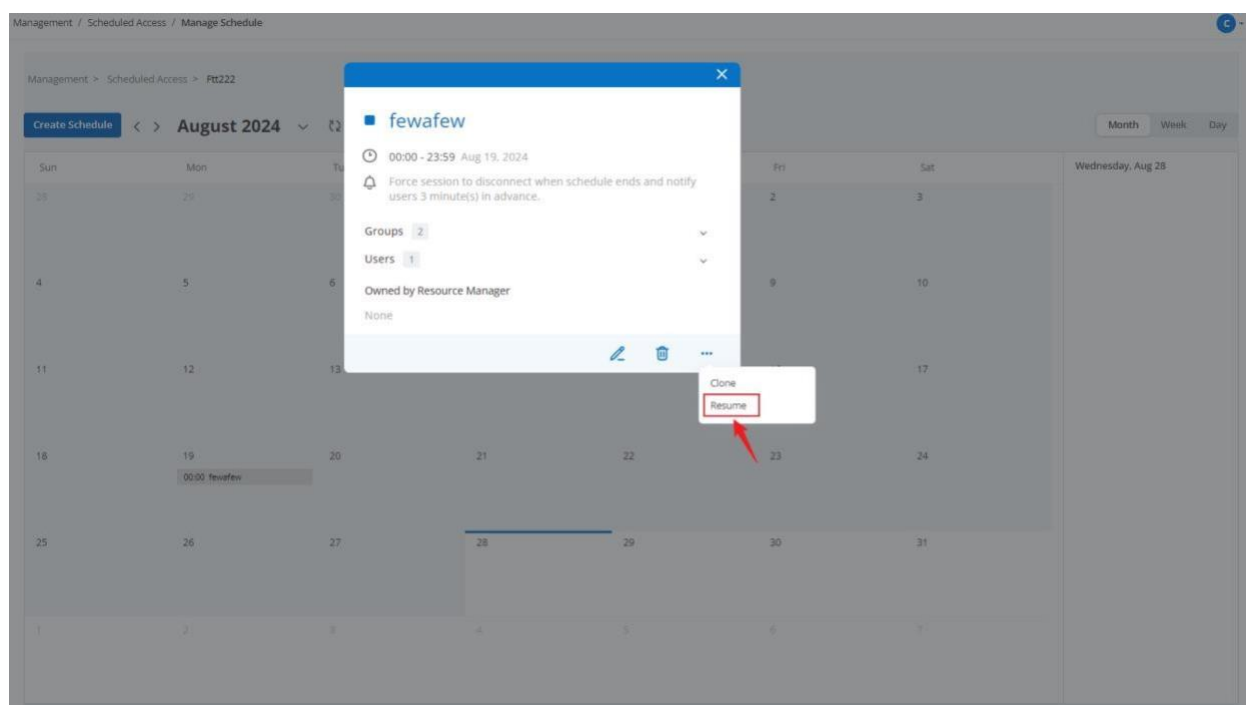 Management / Scheduled Access / Manage Schedule
C
Management > Scheduled Access > Ftt222
Create Schedule
August 2024
Month Week Day
fewafew
00:00 - 23:59 Aug 19, 2024
Force session to disconnect when schedule ends and notify
users 3 minute(s) in advance.
Groups 2
Users 1
Owned by Resource Manager
None
Clone
Resume
Sun Mon Tu Fri Sat
Wednesday, Aug 28
28 29 30 2 3
4 5 6 9 10
11 12 13 17
18 19 20 21 22 23 24
00:00 fewafew
25 26 27 28 29 30 31
1 2 3 4 5 6 7